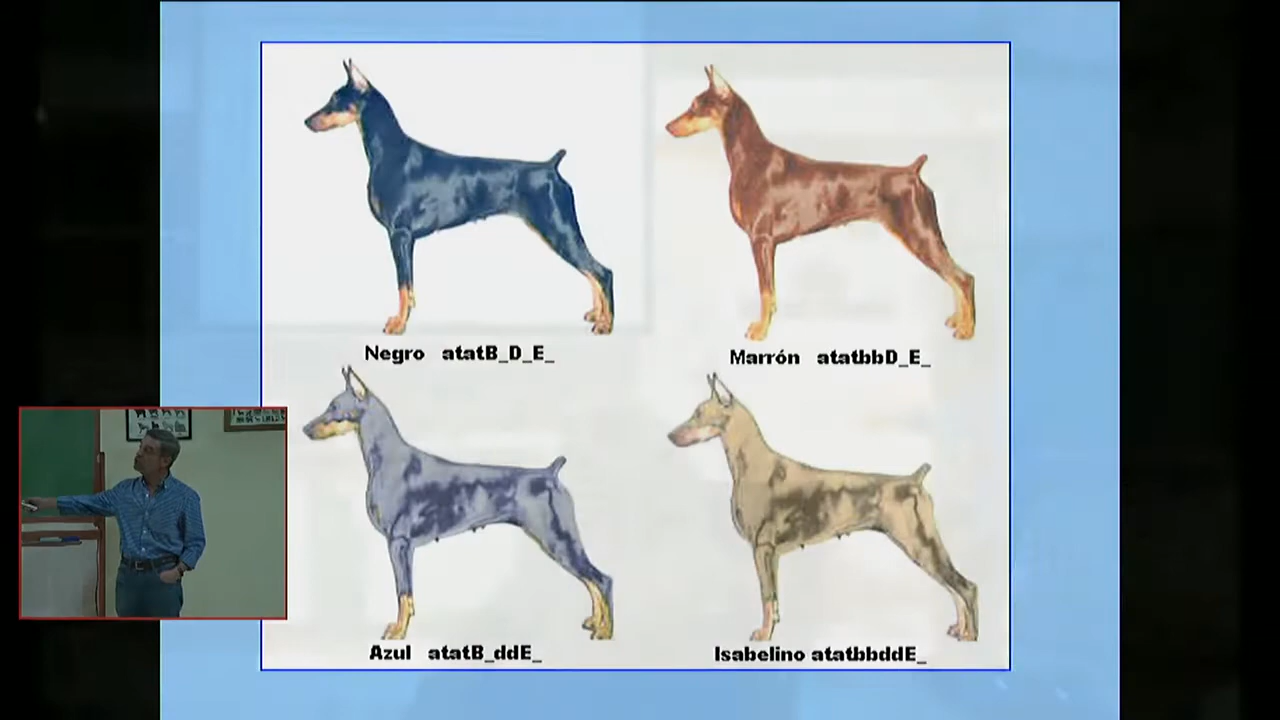 Negro atatB_D_E_
Marrón atatbbD_E_
Azul atatB_ddE_
Isabelino atatbbddE_